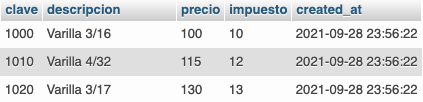 clave descripcion precio impuesto created_at
1000 Varilla 3/16 100 10 2021-09-28 23:56:22
1010 Varilla 4/32 115 12 2021-09-28 23:56:22
1020 Varilla 3/17 130 13 2021-09-28 23:56:22